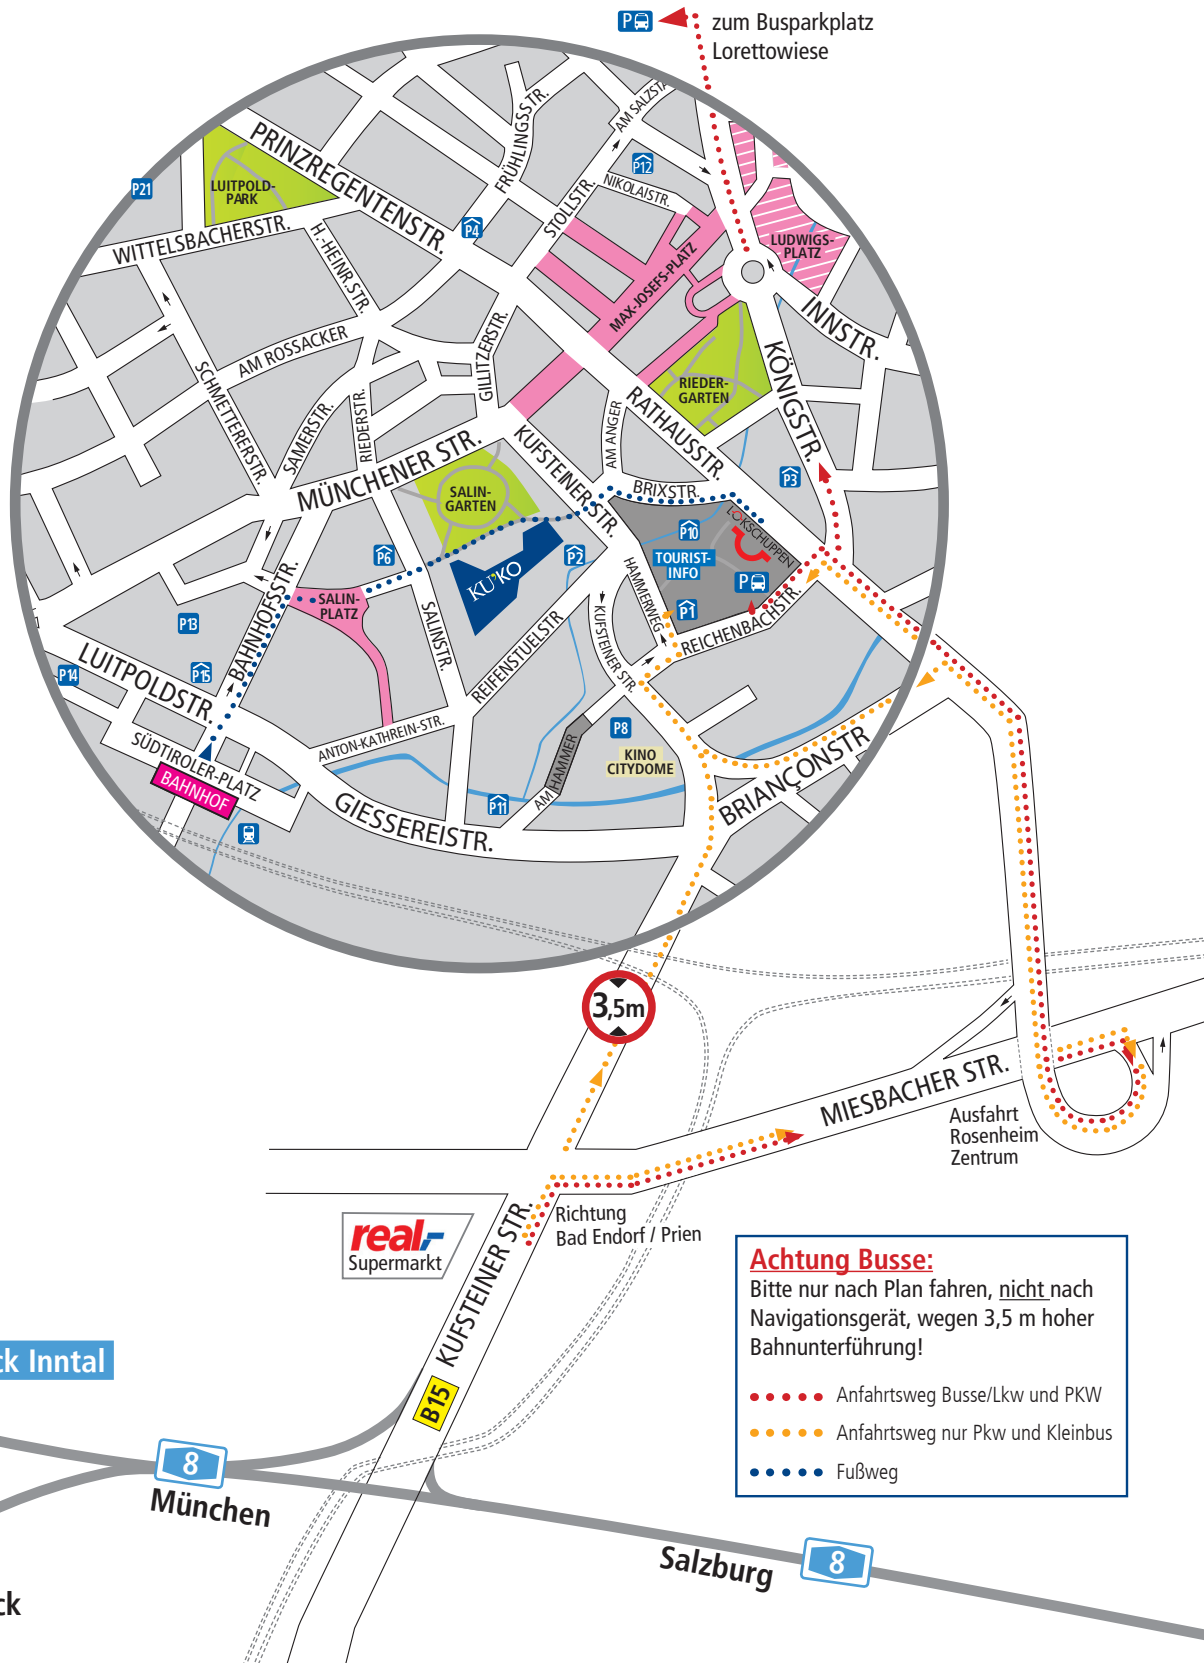 P
zum Busparkplatz
Lorettowiese
PRINZREGENTENSTR.
FRÜHLINGSSTR.
AM SALZSTA
P12
NIKOLAISTR.
STOLLSTR.
P21
LUITPOLD-
PARK
WITTELSBACHERSTR.
H.-HEINR.STR.
P4
MAX-JOSEFS-PLATZ
LUDWIGS-
PLATZ
INNSTR.
KÖNIGSTR.
AM ROSSACKER
GILLITZERSTR.
SCHMETTERERSTR.
SAMERSTR.
RIEDERSTR.
RIEDER-
GARTEN
RATHAUSSTR.
AM ANGER
MÜNCHENER STR.
KUFSTEINER STR.
SALIN-
GARTEN
BRIXSTR.
P3
LOKSCHUPPEN
P10
TOURIST-
INFO
P
P1
P6
KU'KO
P2
HAMMERWEG
REICHENBACHSTR.
SALIN-
PLATZ
BAHNHOFSSTR.
P13
P15
P14
LUITPOLDSTR.
SALINSTR.
REIFENSTUELSTR
KUFSTEINER STR.
ANTON-KATHREIN-STR.
SÜDTIROLER-PLATZ
BAHNHOF
P8
KINO
CITYDOME
AM HAMMER
P11
GIESSEREISTR.
BRIANÇONSTR
3,5m
MIESBACHER STR.
Ausfahrt
Rosenheim
Zentrum
Richtung
Bad Endorf / Prien
real,-
Supermarkt
KUFSTEINER STR.
B15
Achtung Busse:
Bitte nur nach Plan fahren, nicht nach
Navigationsgerät, wegen 3,5 m hoher
Bahnunterführung!
Anfahrtsweg Busse/Lkw und PKW
Anfahrtsweg nur Pkw und Kleinbus
Fußweg
ck Inntal
8
München
Salzburg
8
ck